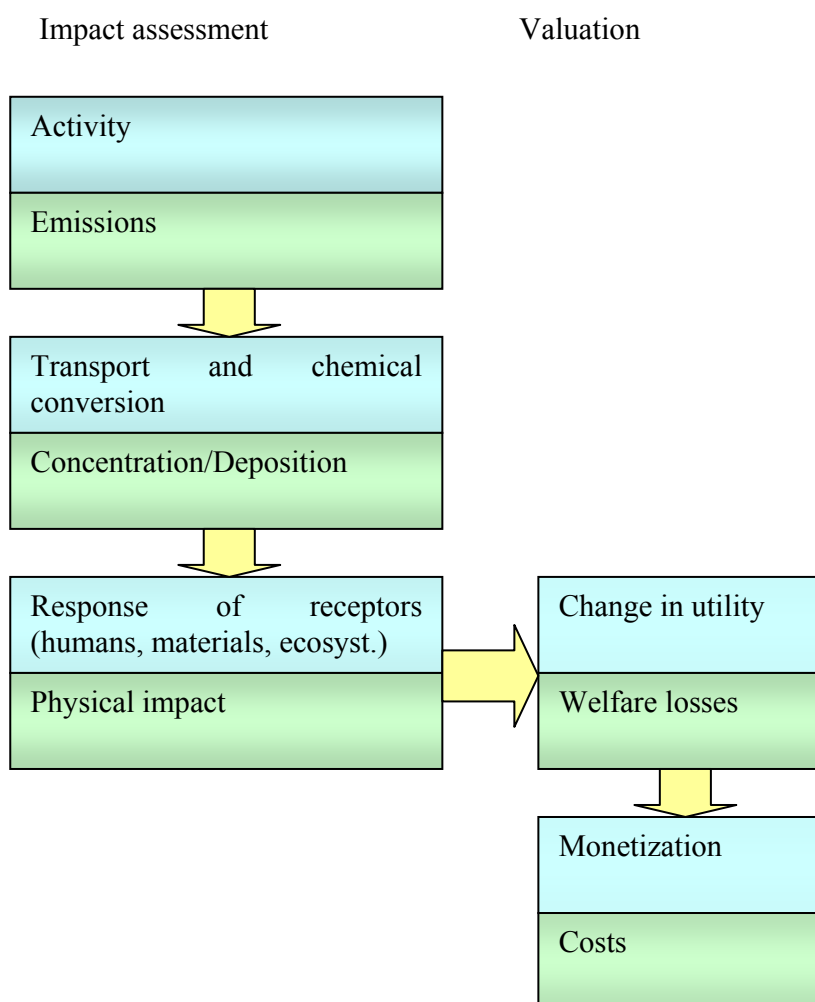 Impact assessment
Valuation
Activity
Emissions
Transport and chemical
conversion
Concentration/Deposition
Response of receptors
(humans, materials, ecosyst.)
Physical impact
Change in utility
Welfare losses
Monetization
Costs